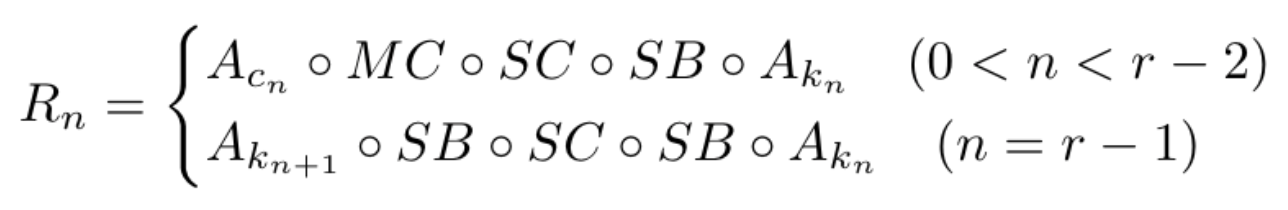 R_n = { A_{c_n} ∘ MC ∘ SC ∘ SB ∘ A_{k_n} (0 < n < r − 2)
A_{k_{n+1}} ∘ SB ∘ SC ∘ SB ∘ A_{k_n} (n = r − 1)